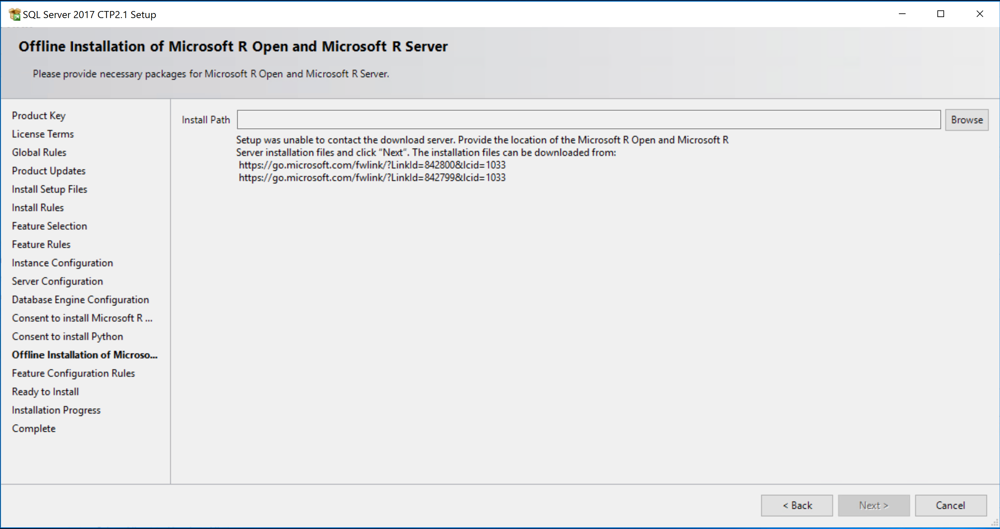 SQL Server 2017 CTP2.1 Setup
Offline Installation of Microsoft R Open and Microsoft R Server
Please provide necessary packages for Microsoft R Open and Microsoft R Server.
Product Key
License Terms
Global Rules
Product Updates
Install Setup Files
Install Rules
Feature Selection
Feature Rules
Instance Configuration
Server Configuration
Database Engine Configuration
Consent to install Microsoft R ...
Consent to install Python
Offline Installation of Microso...
Feature Configuration Rules
Ready to Install
Installation Progress
Complete
Install Path
Browse
Setup was unable to contact the download server. Provide the location of the Microsoft R Open and Microsoft R
Server installation files and click “Next”. The installation files can be downloaded from:
https://go.microsoft.com/fwlink/?LinkId=842800&lcid=1033
https://go.microsoft.com/fwlink/?LinkId=842799&lcid=1033
< Back
Next >
Cancel